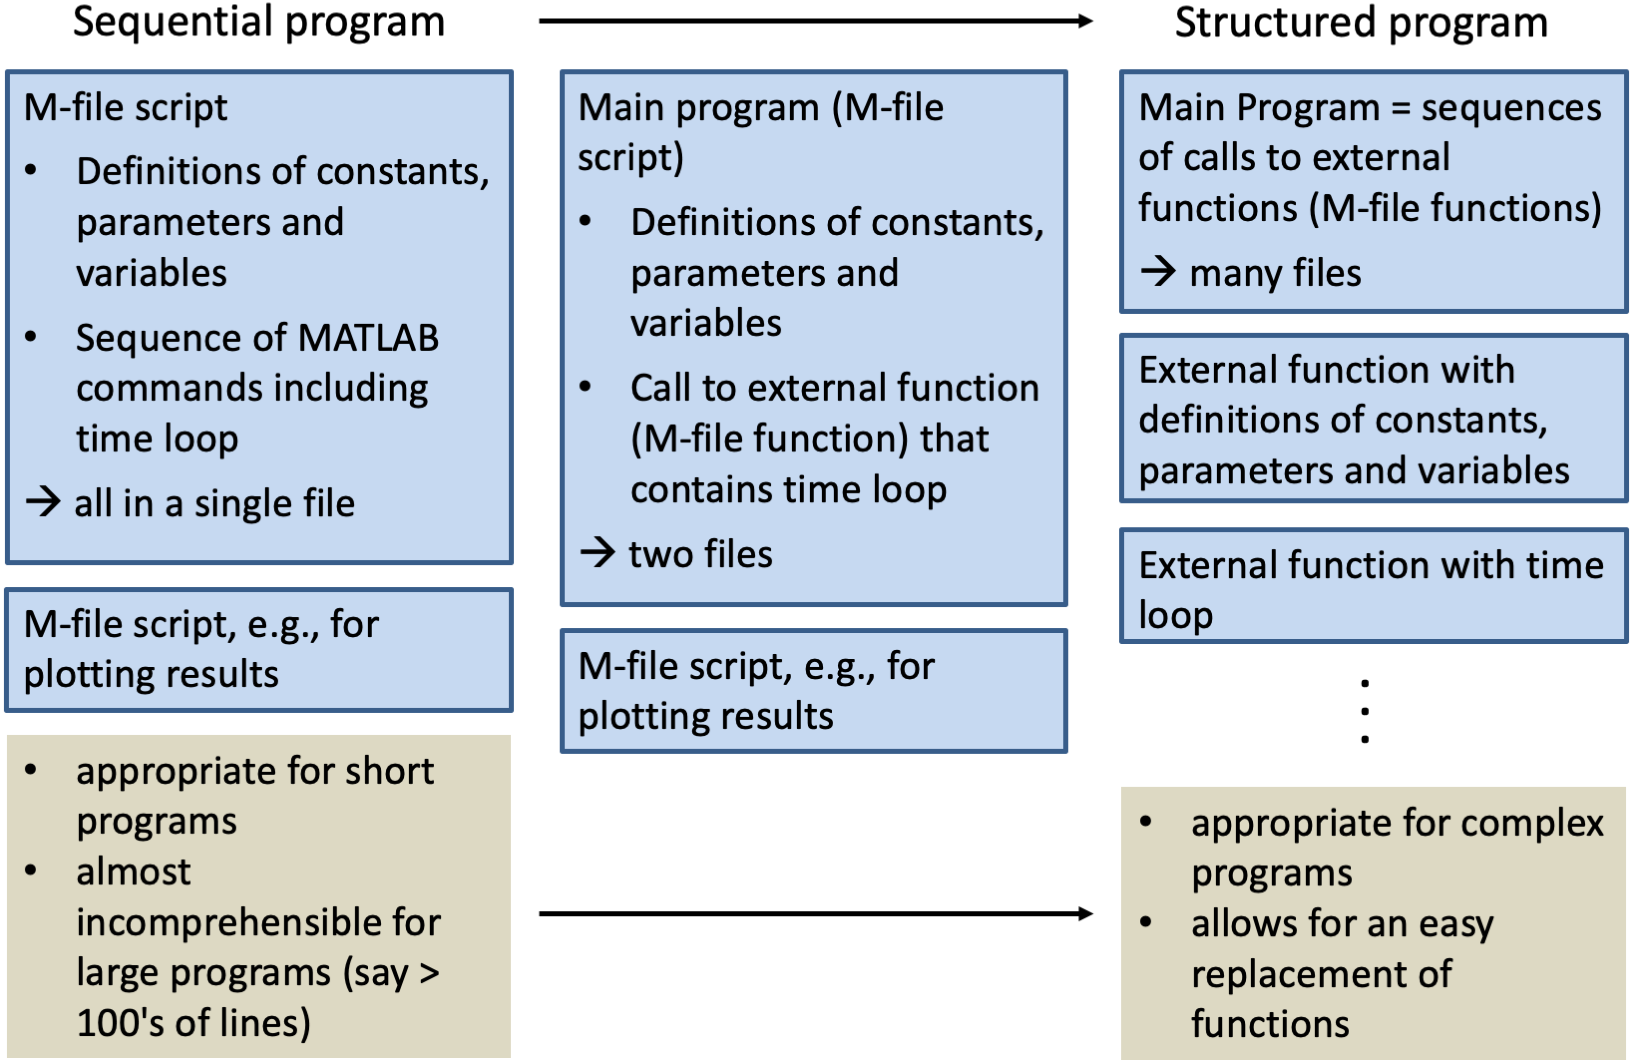 Sequential program
Structured program
M-file script
• Definitions of constants,
parameters and
variables
• Sequence of MATLAB
commands including
time loop
→ all in a single file
M-file script, e.g., for
plotting results
• appropriate for short
programs
• almost
incomprehensible for
large programs (say >
100's of lines)
Main program (M-file
script)
• Definitions of constants,
parameters and
variables
• Call to external function
(M-file function) that
contains time loop
→ two files
M-file script, e.g., for
plotting results
Main Program = sequences
of calls to external
functions (M-file functions)
→ many files
External function with
definitions of constants,
parameters and variables
External function with time
loop
• appropriate for complex
programs
• allows for an easy
replacement of
functions